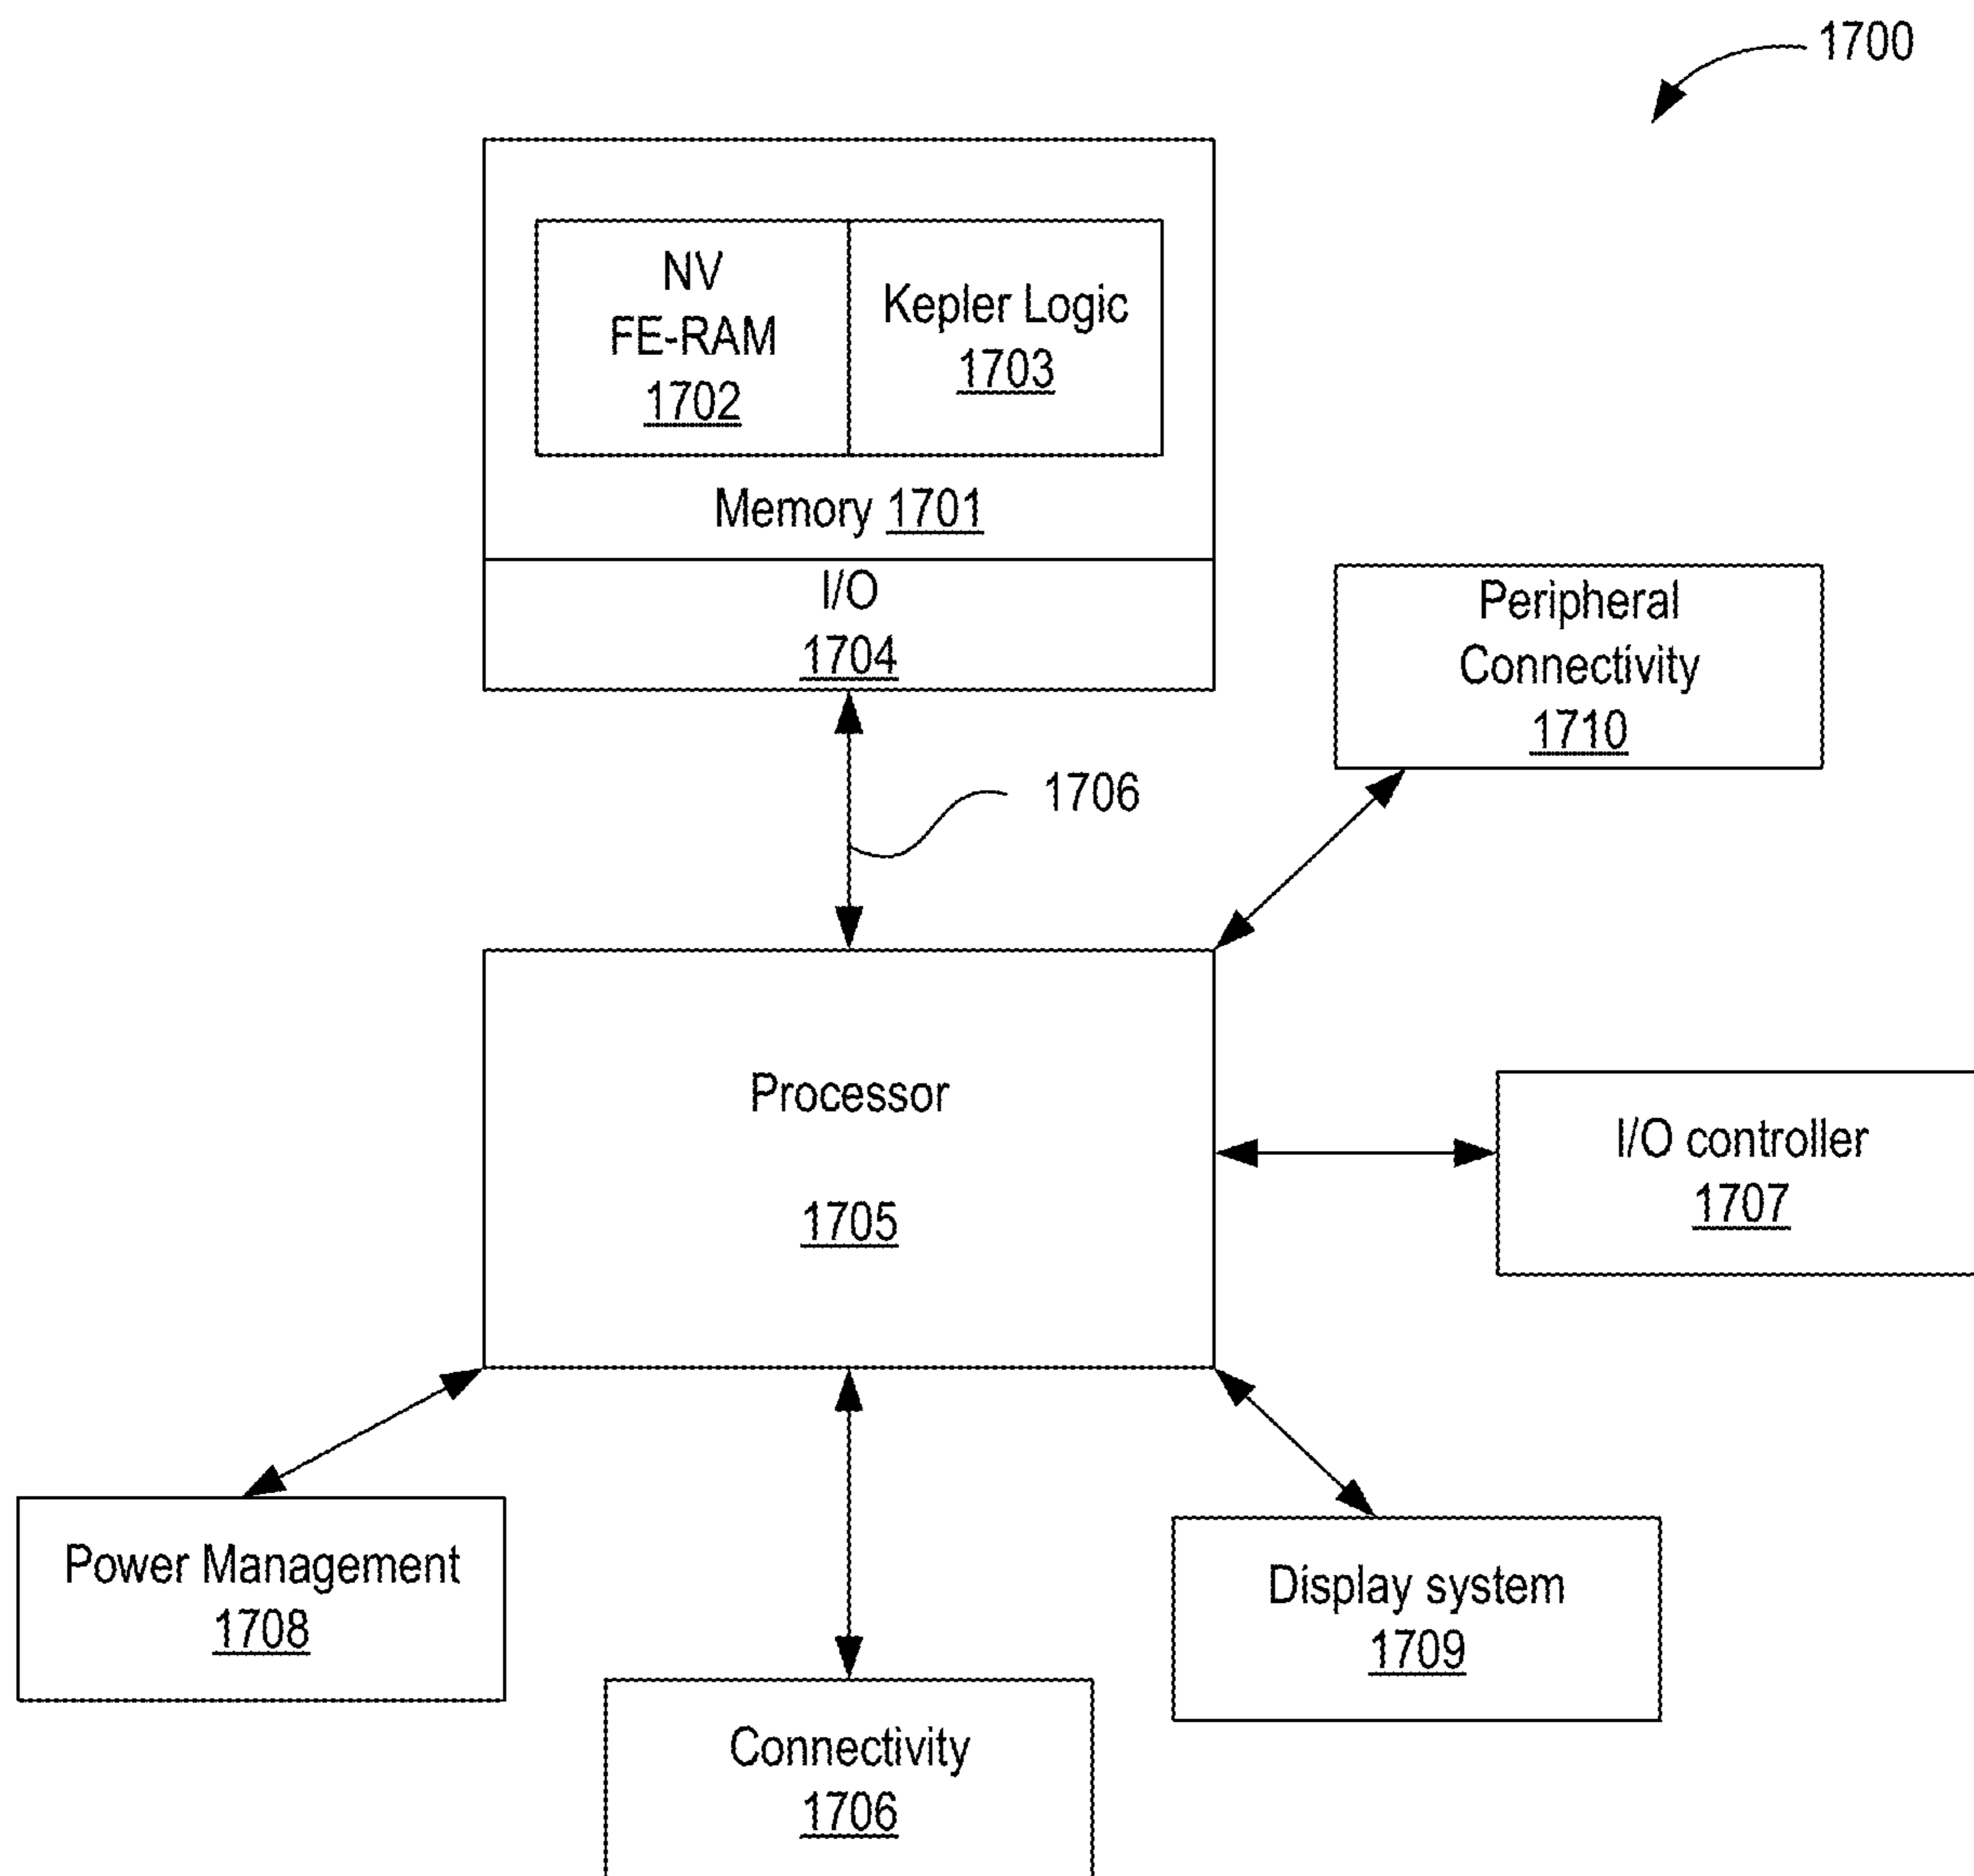 1700
NV
FE-RAM
1702
Kepler Logic
1703
Memory 1701
I/O
1704
Peripheral
Connectivity
1710
1706
Processor
1705
I/O controller
1707
Power Management
1708
Display system
1709
Connectivity
1706